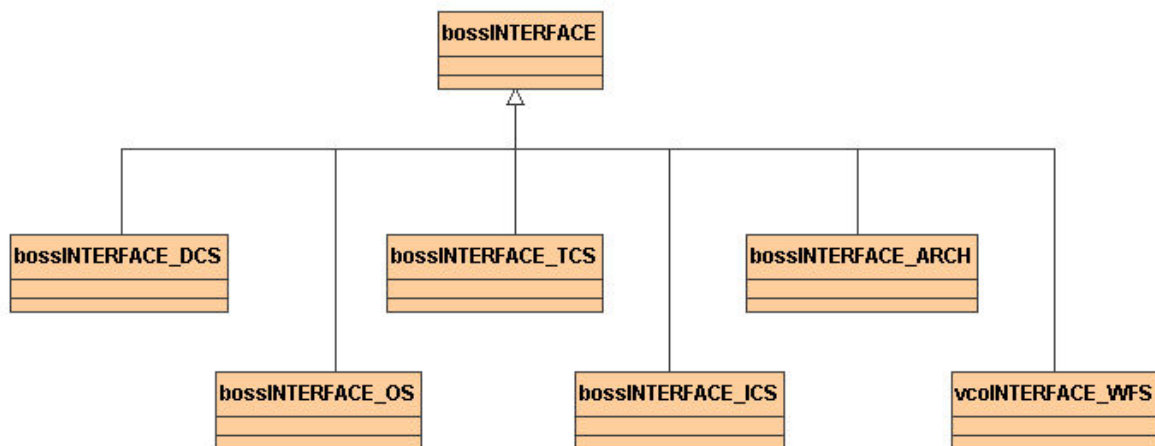 bossINTERFACE
bossINTERFACE_DCS
bossINTERFACE_TCS
bossINTERFACE_ARCH
bossINTERFACE_OS
bossINTERFACE_ICS
vcoINTERFACE_WFS